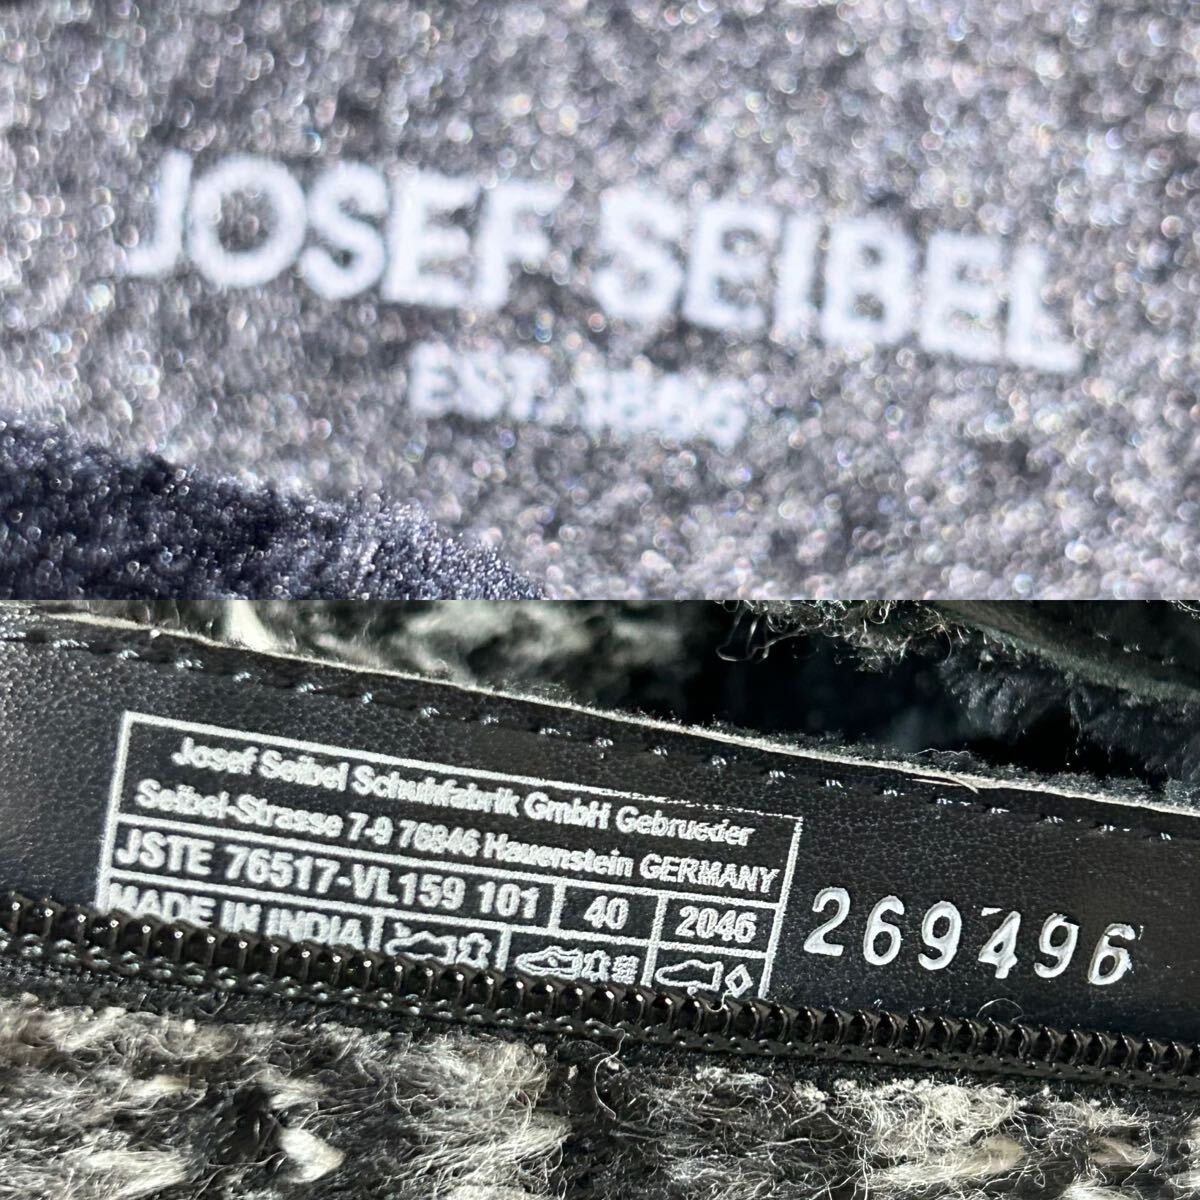 JOSEF SEIBEL
EST. 1886
Josef Seibel Schuhfabrik GmbH Gebrueder
Seibel-Strasse 7-9 76846 Hauenstein GERMANY
JSTE 76517-VL159 101 40 2046
MADE IN INDIA
269496